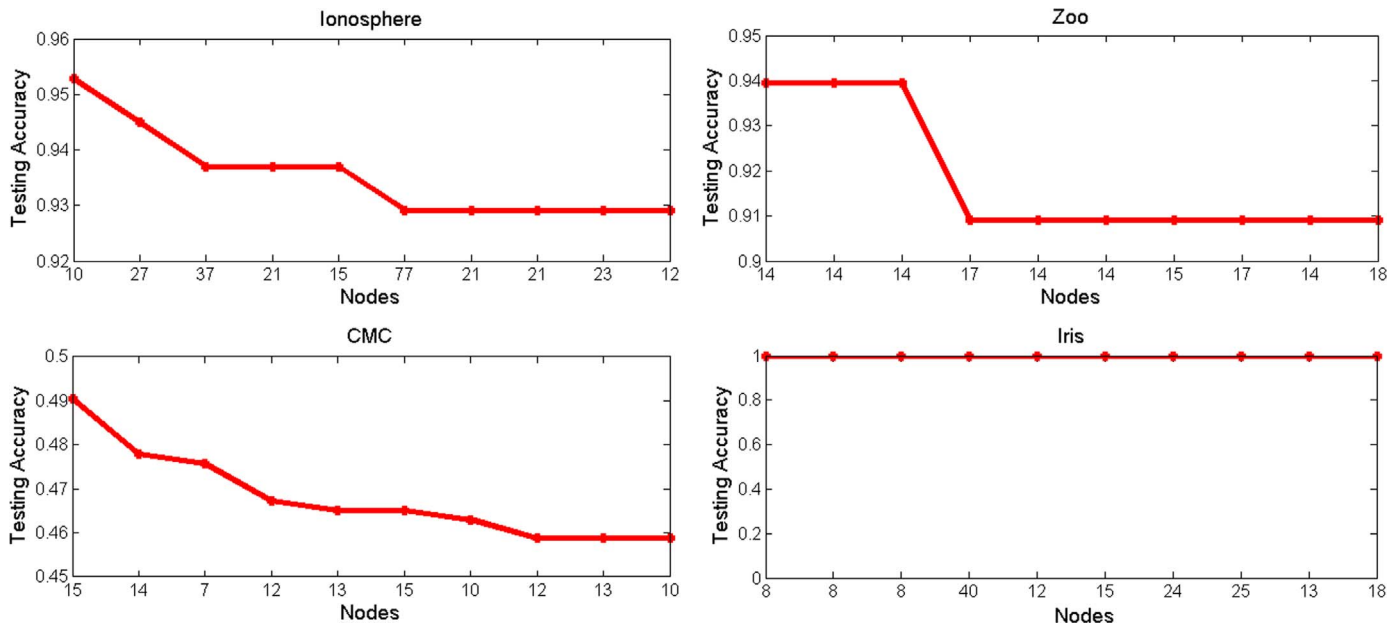 Ionosphere
Testing Accuracy
0.96
0.95
0.94
0.93
0.92
10 27 37 21 15 77 21 21 23 12
Nodes
Zoo
Testing Accuracy
0.95
0.94
0.93
0.92
0.91
0.9
14 14 14 17 14 14 15 17 14 18
Nodes
CMC
Testing Accuracy
0.5
0.49
0.48
0.47
0.46
0.45
15 14 7 12 13 15 10 12 13 10
Nodes
Iris
Testing Accuracy
1
0.8
0.6
0.4
0.2
0
8 8 8 40 12 15 24 25 13 18
Nodes